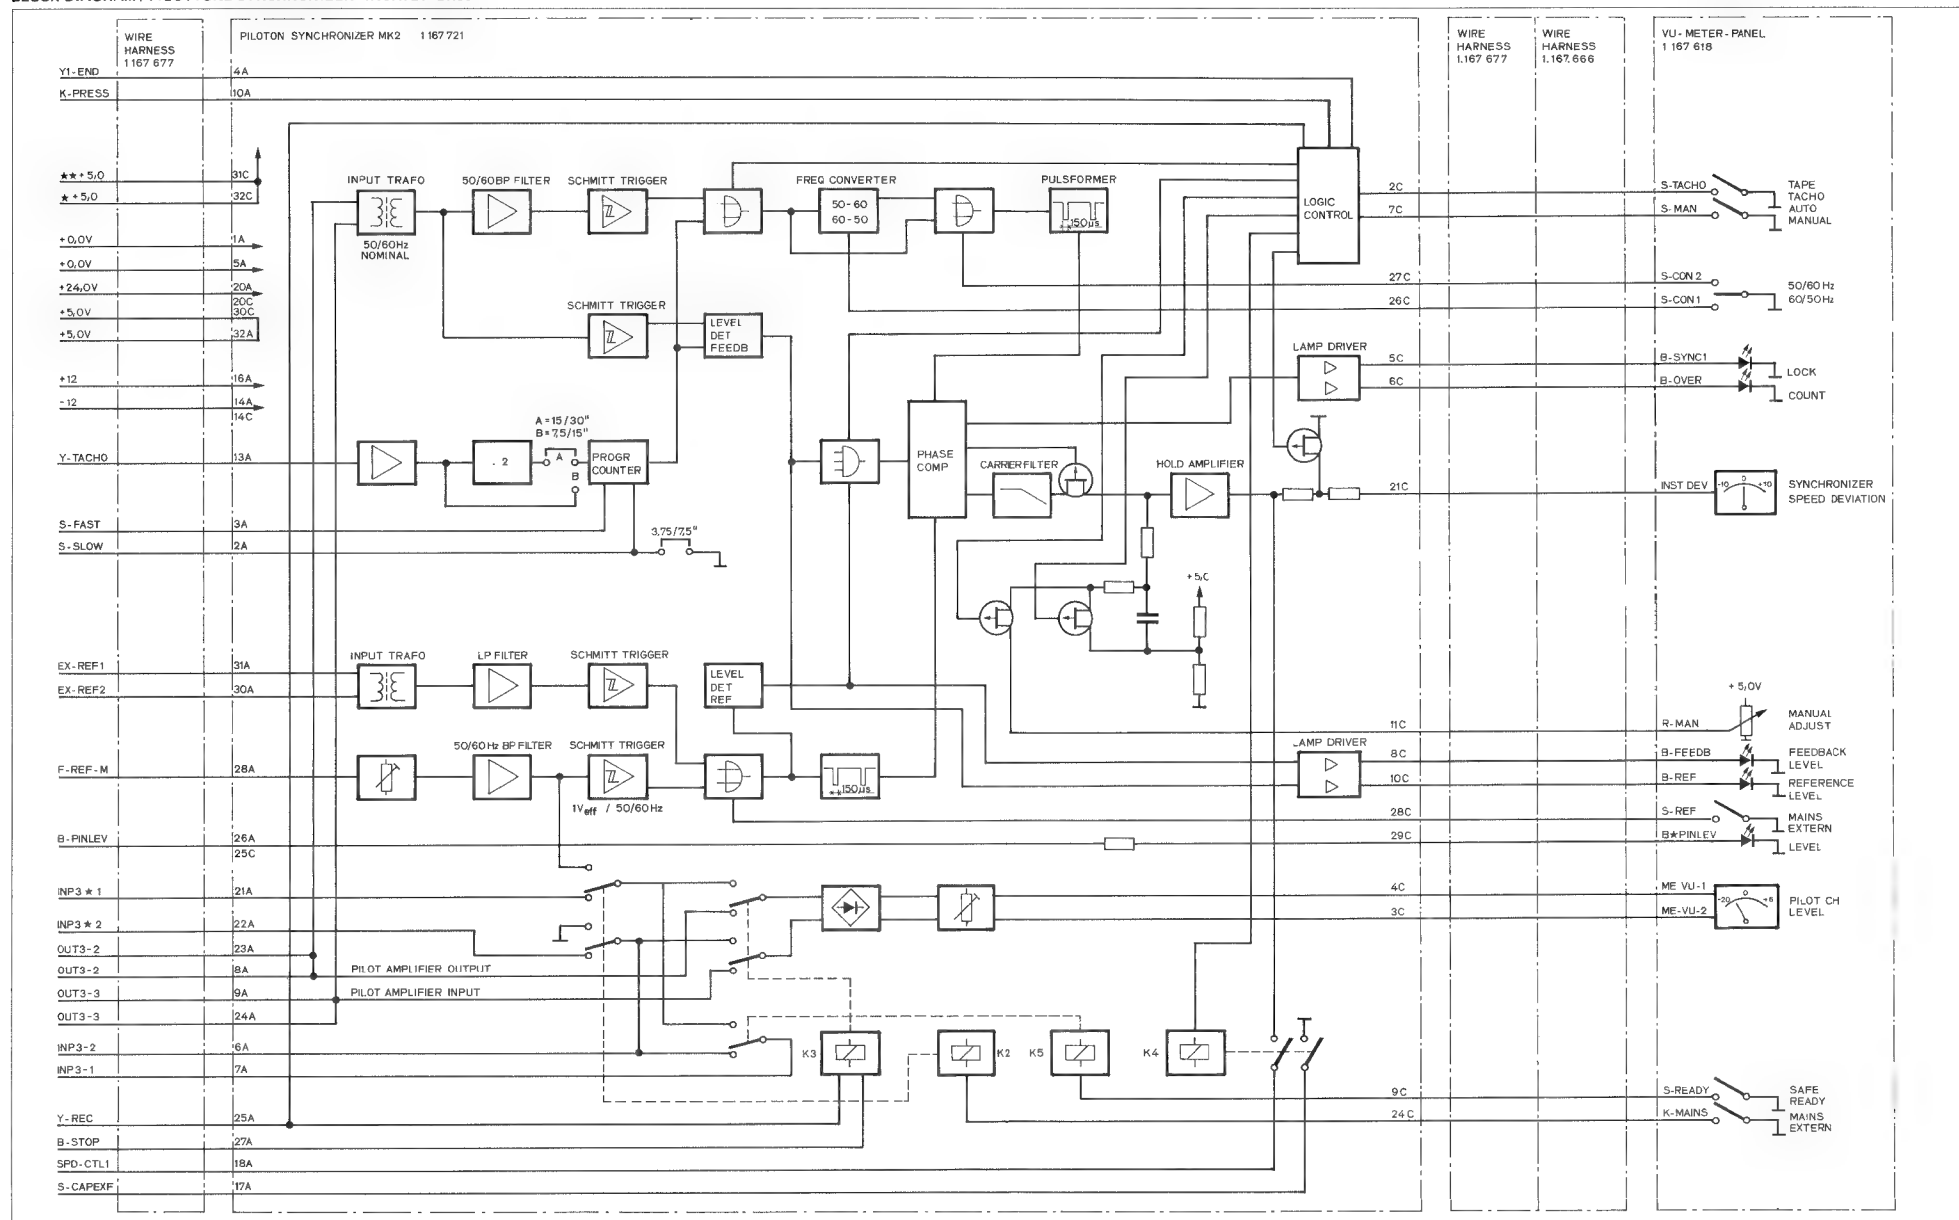 WIRE
HARNESS
1167 677
PILOTON SYNCHRONIZER MK2 1167721
WIRE
HARNESS
1.167 677
WIRE
HARNESS
1.167.666
VU-METER-PANEL
1 167 618
Y1-END 4A
K-PRESS 10A
★★+5,0 31C
★+5,0 32C
+0,0V 1A
+0,0V 5A
+24,0V 20A
20C
+5,0V 30C
+5,0V 32A
+12 16A
-12 14A
14C
Y-TACHO 13A
S-FAST 3A
S-SLOW 2A
EX-REF1 31A
EX-REF2 30A
F-REF-M 28A
B-PINLEV 26A
25C
INP3★1 21A
INP3★2 22A
OUT3-2 23A
OUT3-2 8A
OUT3-3 9A
OUT3-3 24A
INP3-2 6A
INP3-1 7A
Y-REC 25A
B-STOP 27A
SPD-CTL1 18A
S-CAPEXF 17A
INPUT TRAFO
50/60Hz
NOMINAL
50/60BP FILTER
SCHMITT TRIGGER
FREQ CONVERTER
50-60
60-50
PULSFORMER
★★150µs
LOGIC
CONTROL
SCHMITT TRIGGER
LEVEL
DET
FEEDB
A=15/30"
B=7,5/15"
. 2
A
B
PROGR
COUNTER
3,75/7,5"
PHASE
COMP
CARRIER FILTER
HOLD AMPLIFIER
LAMP DRIVER
+5,C
INPUT TRAFO
LP FILTER
SCHMITT TRIGGER
LEVEL
DET
REF
50/60Hz BP FILTER
SCHMITT TRIGGER
1Veff / 50/60Hz
★★150µs
LAMP DRIVER
PILOT AMPLIFIER OUTPUT
PILOT AMPLIFIER INPUT
K3
K2
K5
K4
2C S-TACHO
7C S-MAN
TAPE
TACHO
AUTO
MANUAL
27C S-CON 2
26C S-CON1
50/60 Hz
60/50Hz
5C B-SYNC1
LOCK
6C B-OVER
COUNT
21C INST DEV
-10 0 +10
SYNCHRONIZER
SPEED DEVIATION
+5,0V
11C R-MAN
MANUAL
ADJUST
8C B-FEEDB
FEEDBACK
LEVEL
10C B-REF
REFERENCE
LEVEL
28C S-REF
MAINS
EXTERN
29C B★PINLEV
LEVEL
4C ME VU-1
3C ME-VU-2
-20 0 +6
PILOT CH
LEVEL
9C S-READY
SAFE
READY
24C K-MAINS
MAINS
EXTERN